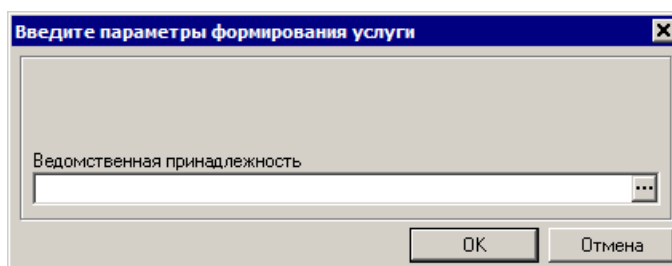 Введите параметры формирования услуги
Ведомственная принадлежность
...
OK
Отмена